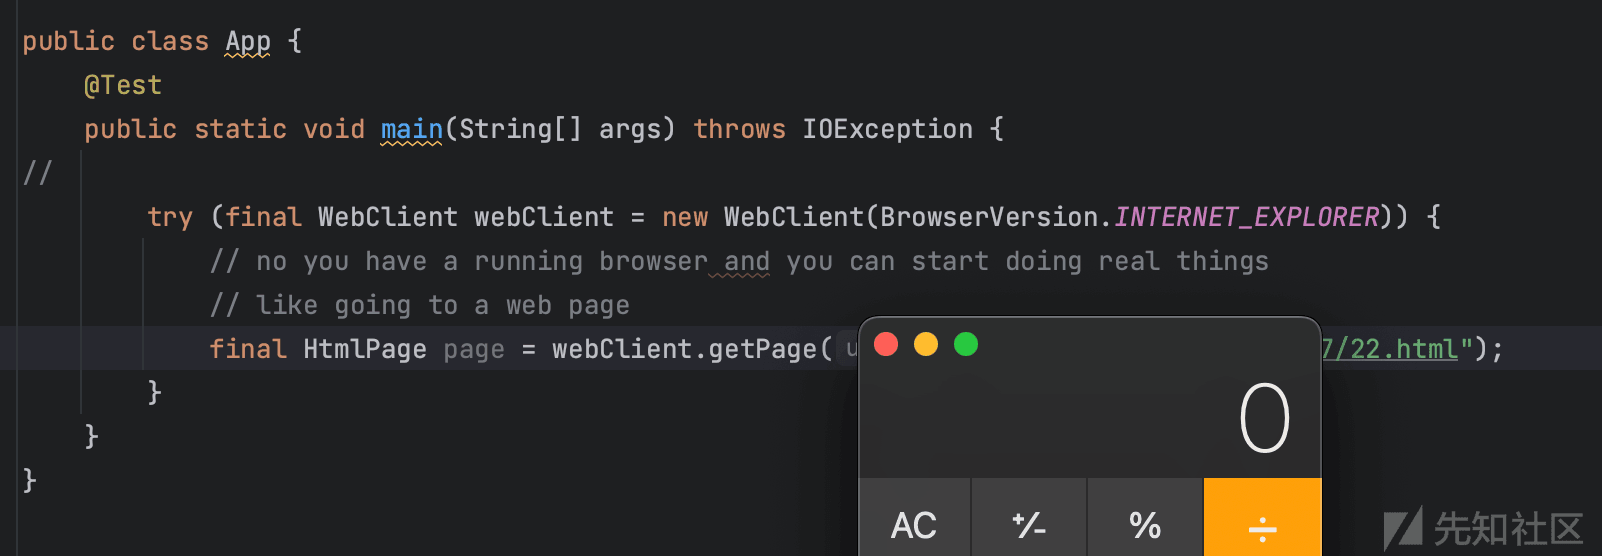 public class App {
@Test
public static void main(String[] args) throws IOException {
//
try (final WebClient webClient = new WebClient(BrowserVersion.INTERNET_EXPLORER)) {
// no you have a running browser and you can start doing real things
// like going to a web page
final HtmlPage page = webClient.getPage( u 7/22.html");
}
}
}
0
AC +/- % ÷
先知社区